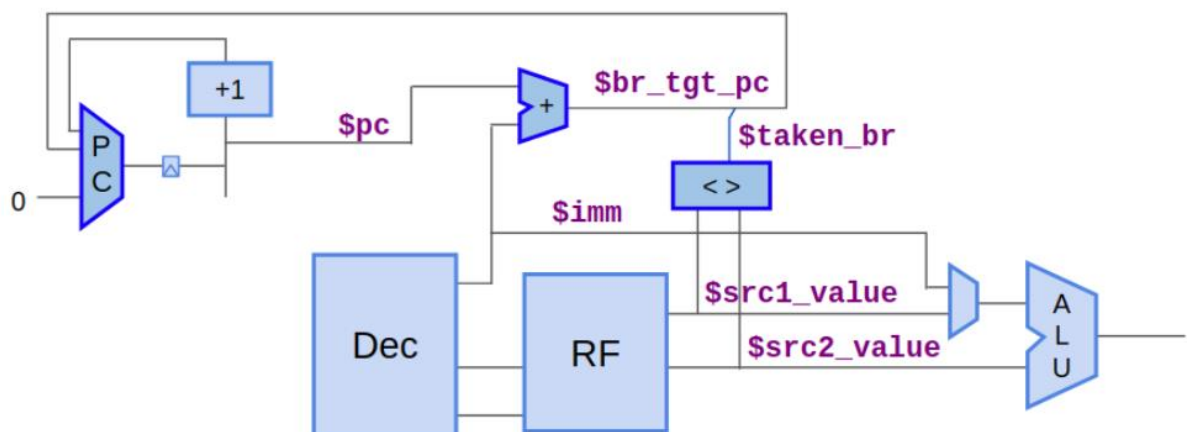 $br_tgt_pc
+1
+
$pc
$taken_br
P
C
< >
0
$imm
$src1_value
A
L
U
Dec
RF
$src2_value